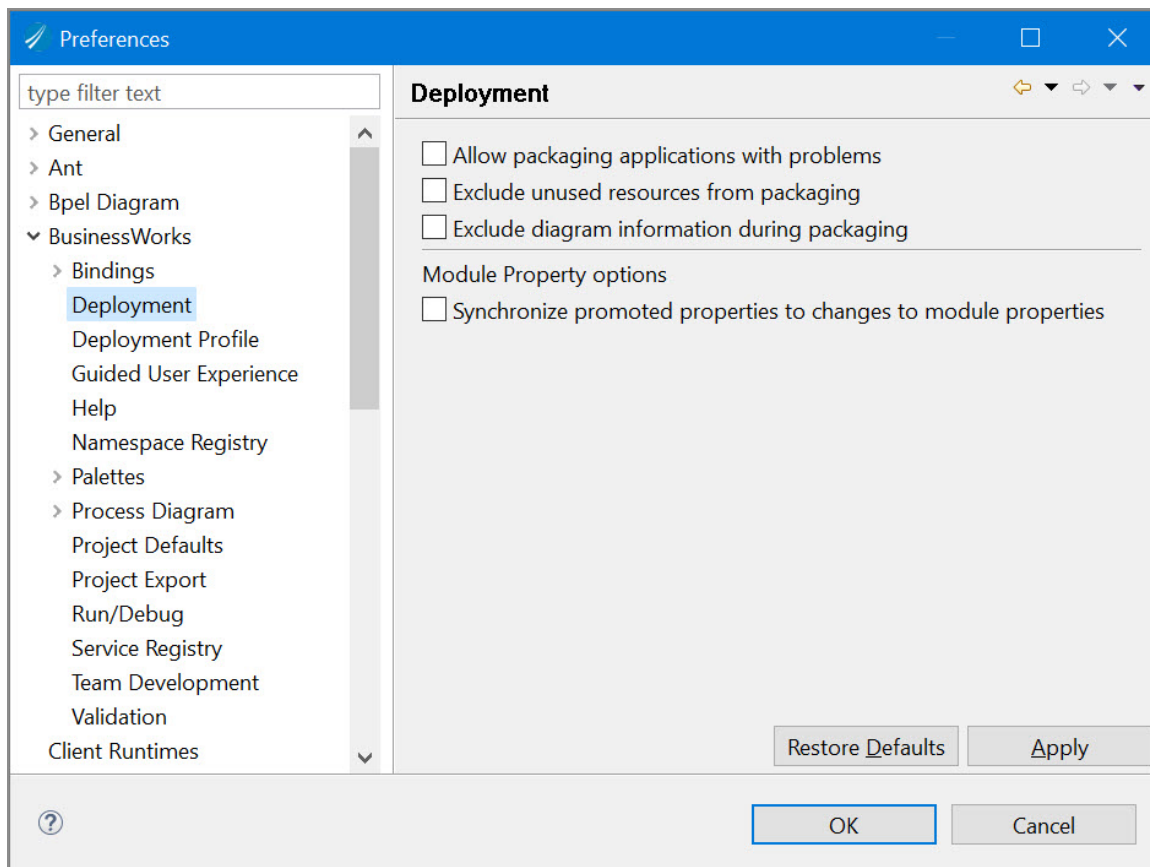 Preferences
type filter text
General
Ant
Bpel Diagram
BusinessWorks
Bindings
Deployment
Deployment Profile
Guided User Experience
Help
Namespace Registry
Palettes
Process Diagram
Project Defaults
Project Export
Run/Debug
Service Registry
Team Development
Validation
Client Runtimes
Deployment
Allow packaging applications with problems
Exclude unused resources from packaging
Exclude diagram information during packaging
Module Property options
Synchronize promoted properties to changes to module properties
Restore Defaults
Apply
?
OK
Cancel